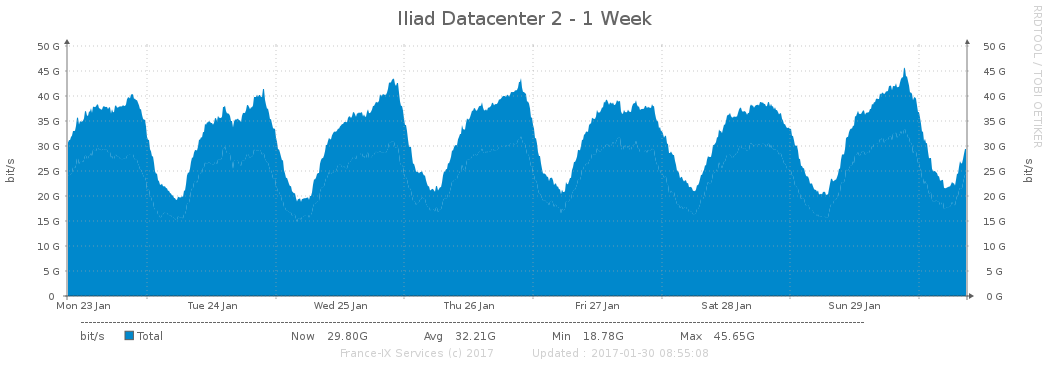 Iliad Datacenter 2 - 1 Week
RRDTOOL / TOBI OETIKER
50 G 50 G
45 G 45 G
40 G 40 G
35 G 35 G
30 G 30 G
25 G 25 G
20 G 20 G
15 G 15 G
10 G 10 G
5 G 5 G
0 0 G
bit/s bit/s
Mon 23 Jan Tue 24 Jan Wed 25 Jan Thu 26 Jan Fri 27 Jan Sat 28 Jan Sun 29 Jan
bit/s Total Now 29.80G Avg 32.21G Min 18.78G Max 45.65G
France-IX Services (c) 2017 Updated : 2017-01-30 08:55:08